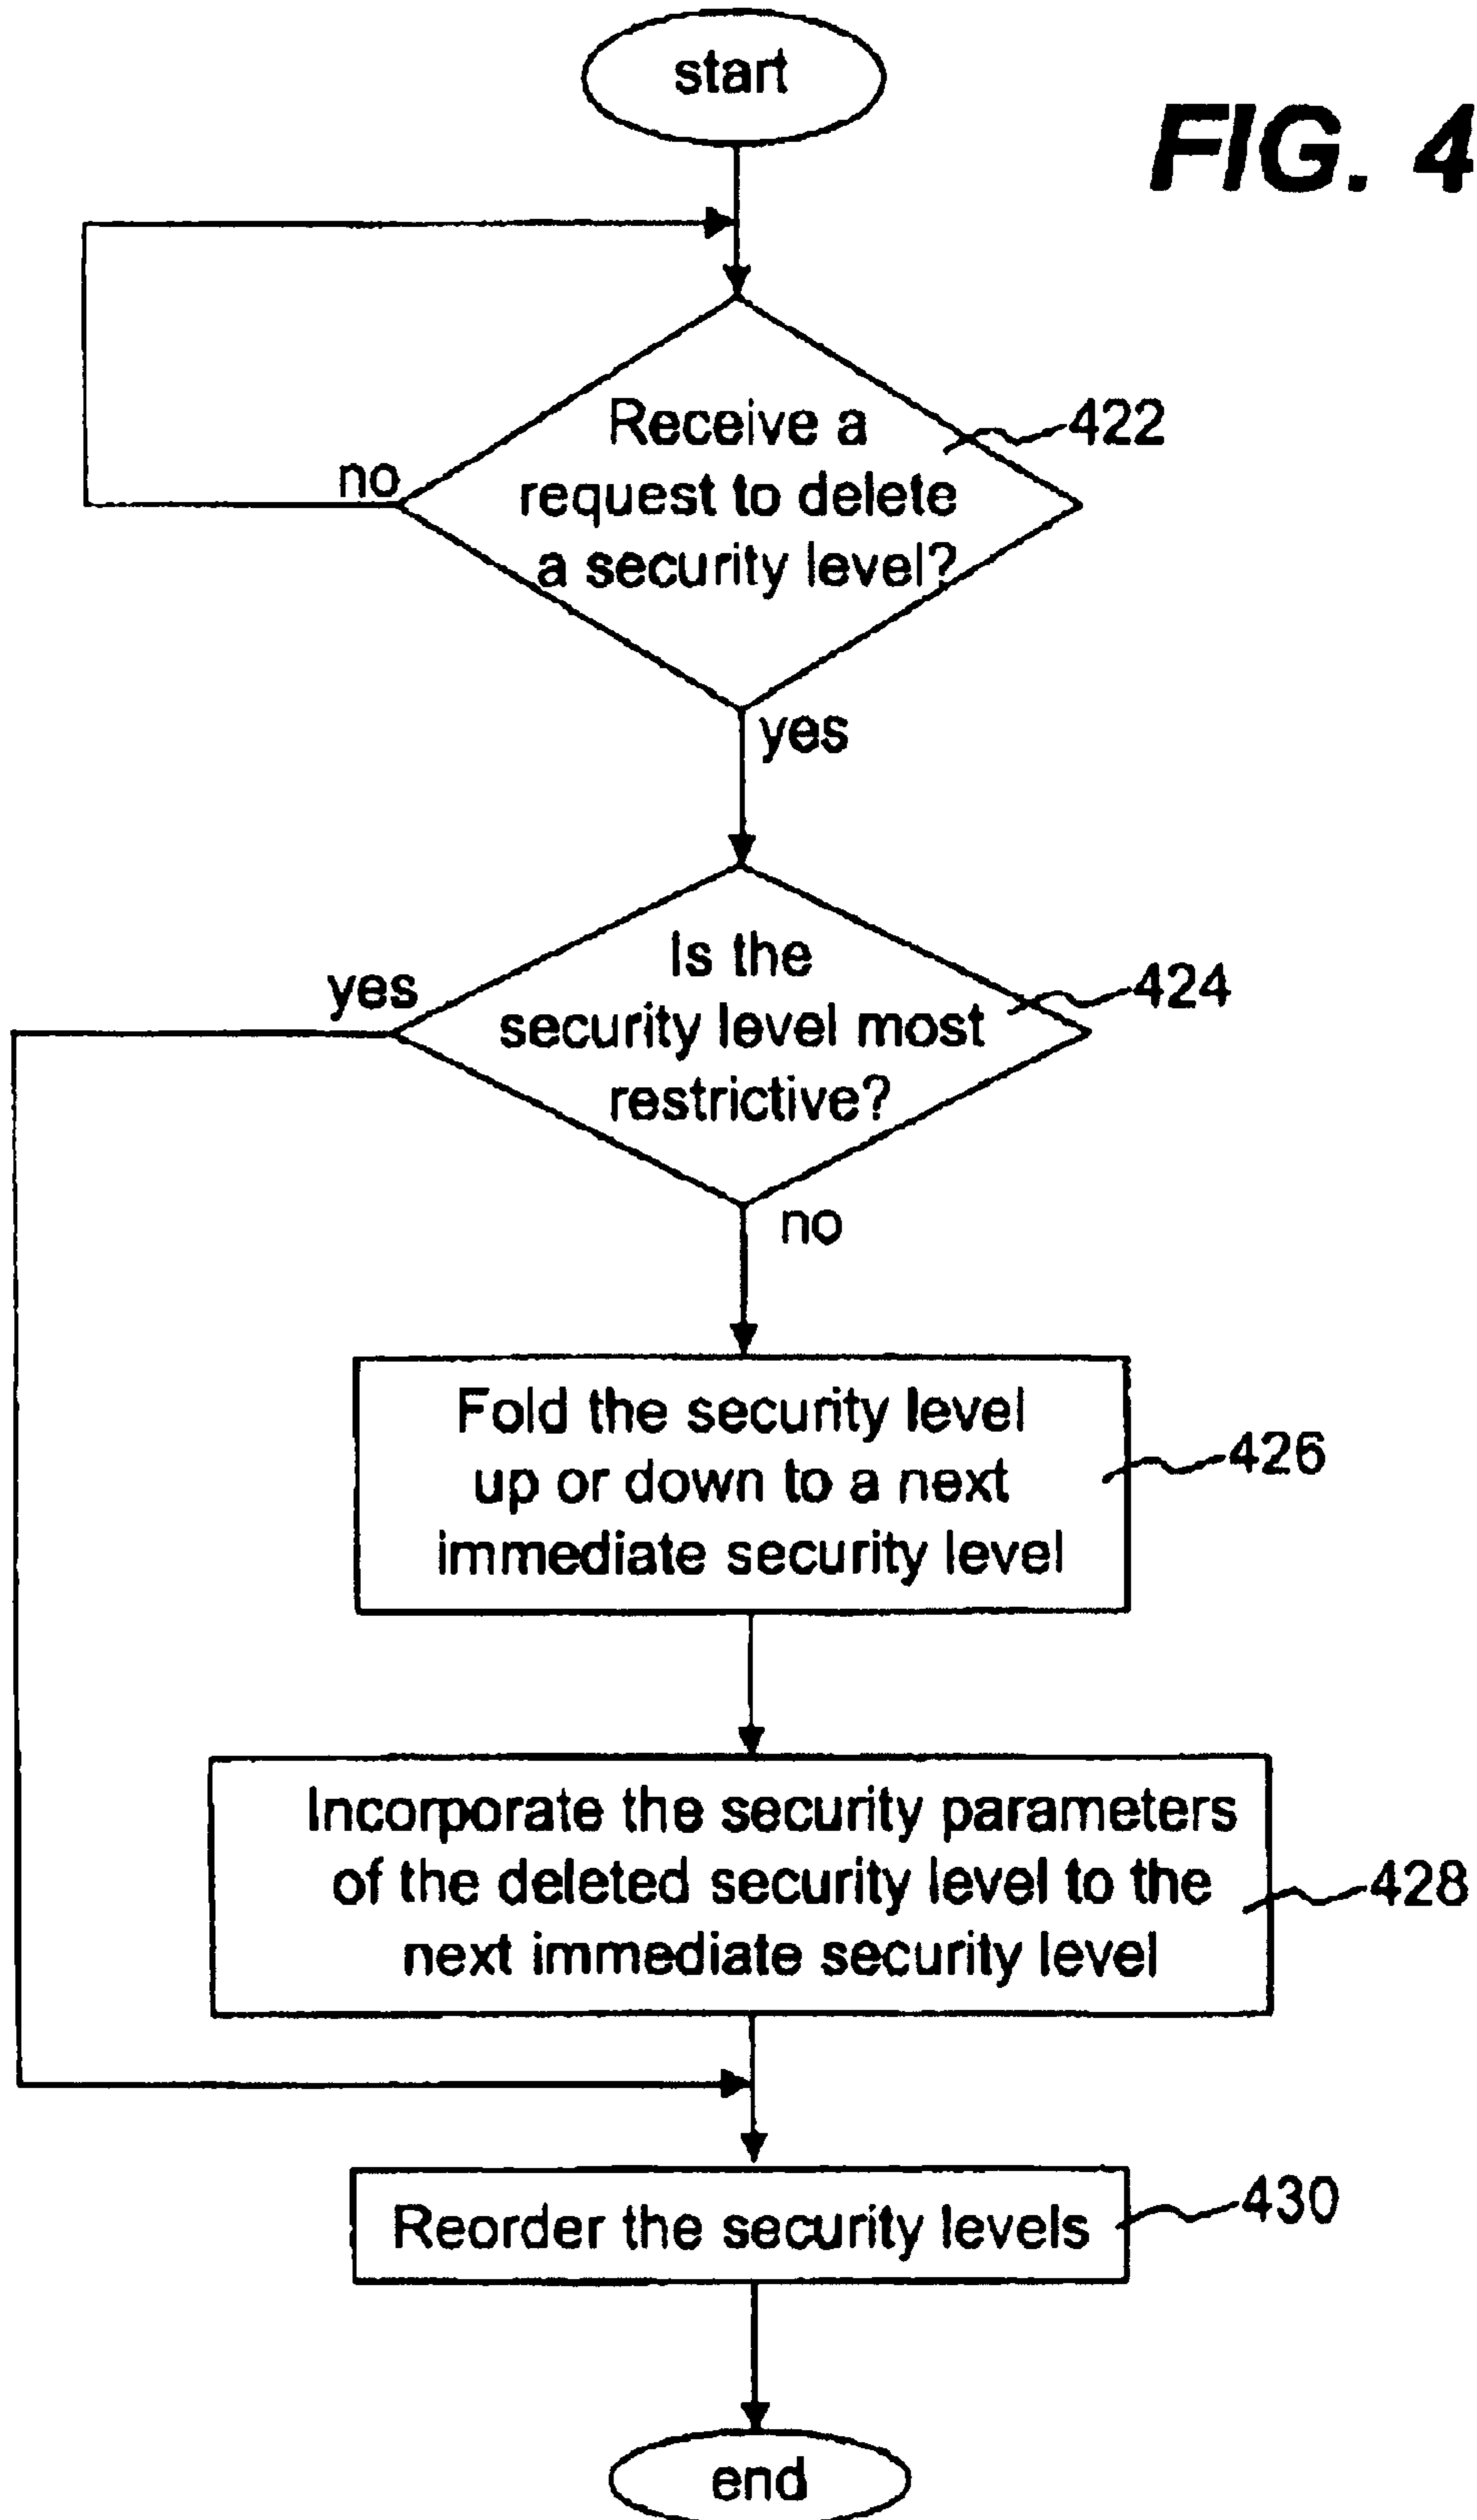 start
FIG. 4
Receive a
request to delete
a security level?
422
no
yes
Is the
security level most
restrictive?
424
yes
no
Fold the security level
up or down to a next
immediate security level
426
Incorporate the security parameters
of the deleted security level to the
next immediate security level
428
Reorder the security levels
430
end